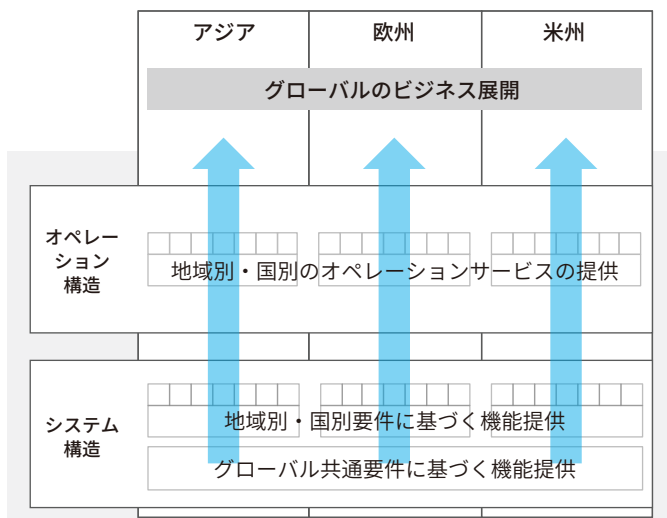 アジア
欧州
米州
グローバルのビジネス展開
オペレー
ション
構造
地域別・国別のオペレーションサービスの提供
システム
構造
地域別・国別要件に基づく機能提供
グローバル共通要件に基づく機能提供